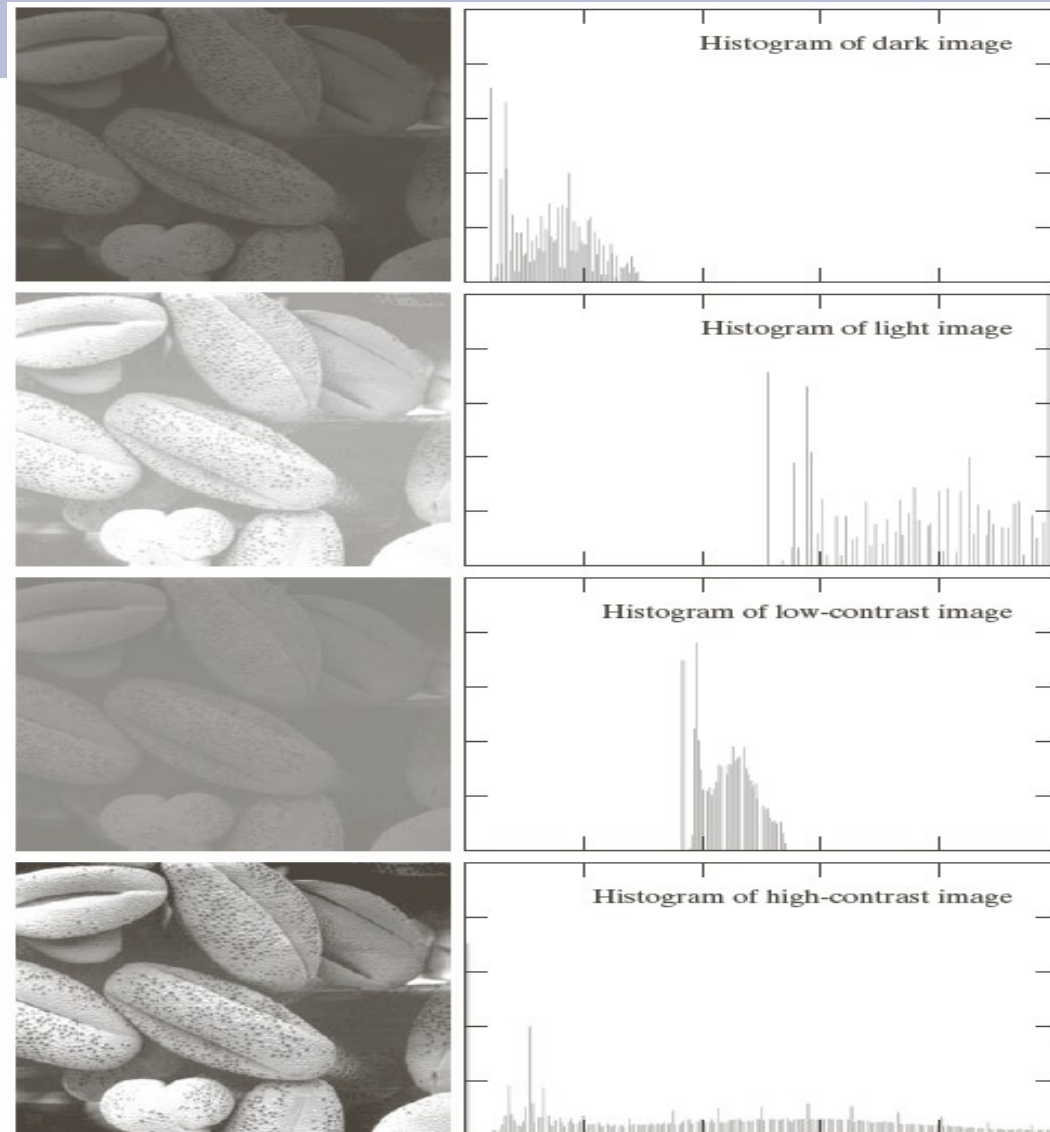 Histogram of dark image
Histogram of light image
Histogram of low-contrast image
Histogram of high-contrast image